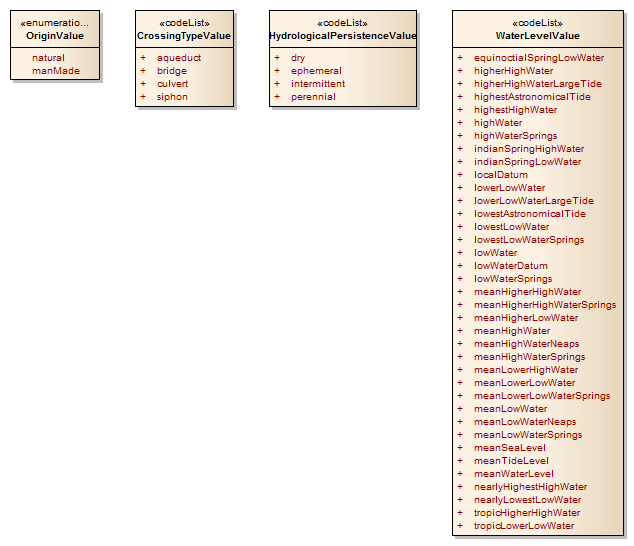 «enumeratio...
OriginValue
natural
manMade
«codeList»
CrossingTypeValue
+ aqueduct
+ bridge
+ culvert
+ siphon
«codeList»
HydrologicalPersistenceValue
+ dry
+ ephemeral
+ intermittent
+ perennial
«codeList»
WaterLevelValue
+ equinoctialSpringLowWater
+ higherHighWater
+ higherHighWaterLargeTide
+ highestAstronomicalTide
+ highestHighWater
+ highWater
+ highWaterSprings
+ indianSpringHighWater
+ indianSpringLowWater
+ localDatum
+ lowerLowWater
+ lowerLowWaterLargeTide
+ lowestAstronomicalTide
+ lowestLowWater
+ lowestLowWaterSprings
+ lowWater
+ lowWaterDatum
+ lowWaterSprings
+ meanHigherHighWater
+ meanHigherHighWaterSprings
+ meanHigherLowWater
+ meanHighWater
+ meanHighWaterNeaps
+ meanHighWaterSprings
+ meanLowerHighWater
+ meanLowerLowWater
+ meanLowerLowWaterSprings
+ meanLowWater
+ meanLowWaterNeaps
+ meanLowWaterSprings
+ meanSeaLevel
+ meanTideLevel
+ meanWaterLevel
+ nearlyHighestHighWater
+ nearlyLowestLowWater
+ tropicHigherHighWater
+ tropicLowerLowWater